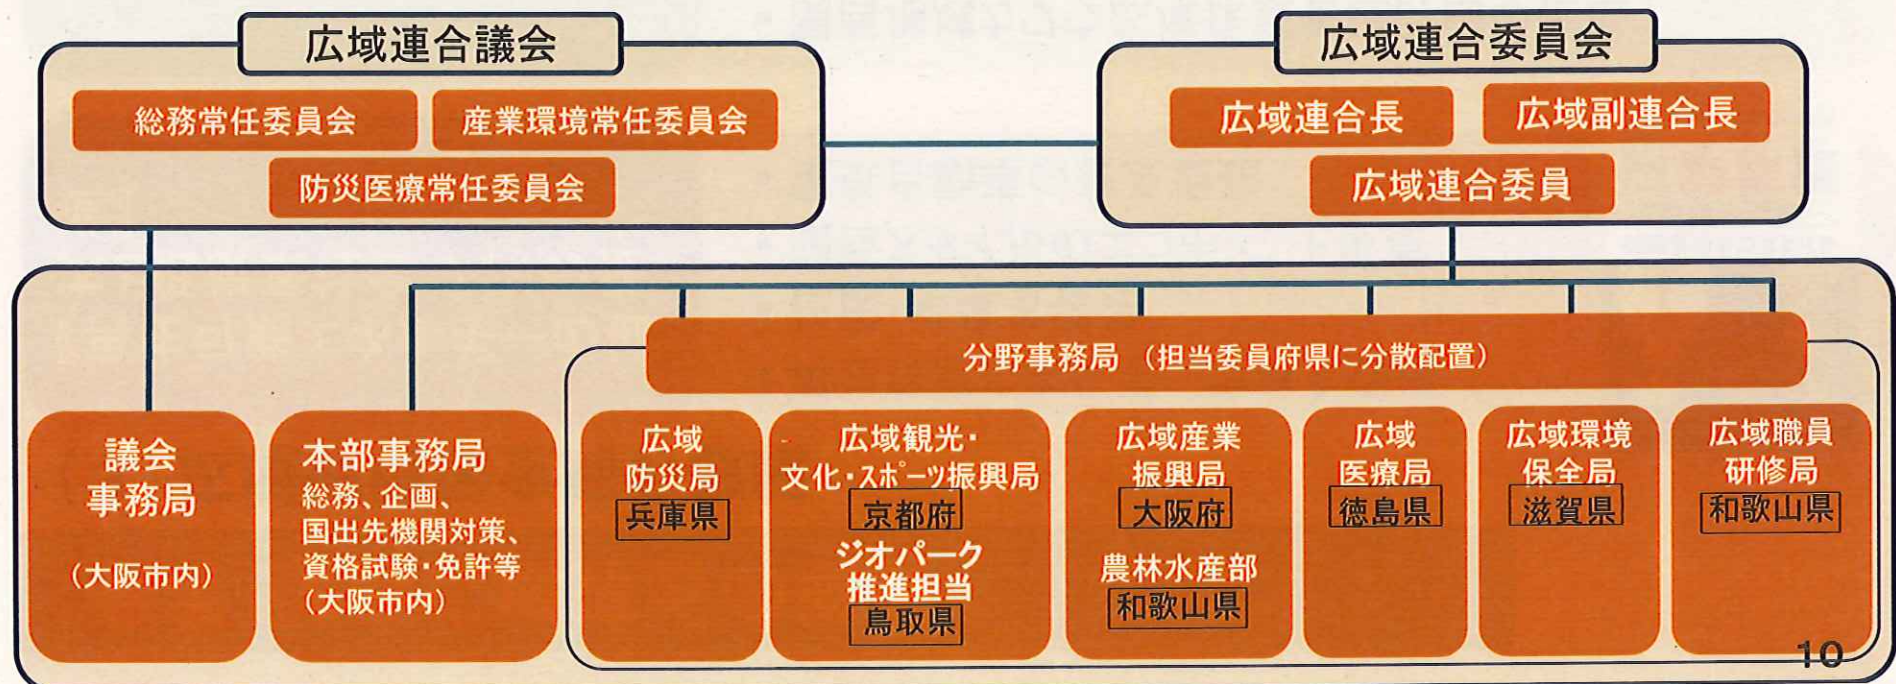 広域連合議会
総務常任委員会
産業環境常任委員会
防災医療常任委員会
広域連合委員会
広域連合長
広域副連合長
広域連合委員
分野事務局 (担当委員府県に分散配置)
議会
事務局
(大阪市内)
本部事務局
総務、企画、
国出先機関対策、
資格試験・免許等
(大阪市内)
広域
防災局
兵庫県
広域観光・
文化・スポーツ振興局
京都府
ジオパーク
推進担当
鳥取県
広域産業
振興局
大阪府
農林水産部
和歌山県
広域
医療局
徳島県
広域環境
保全局
滋賀県
広域職員
研修局
和歌山県
10